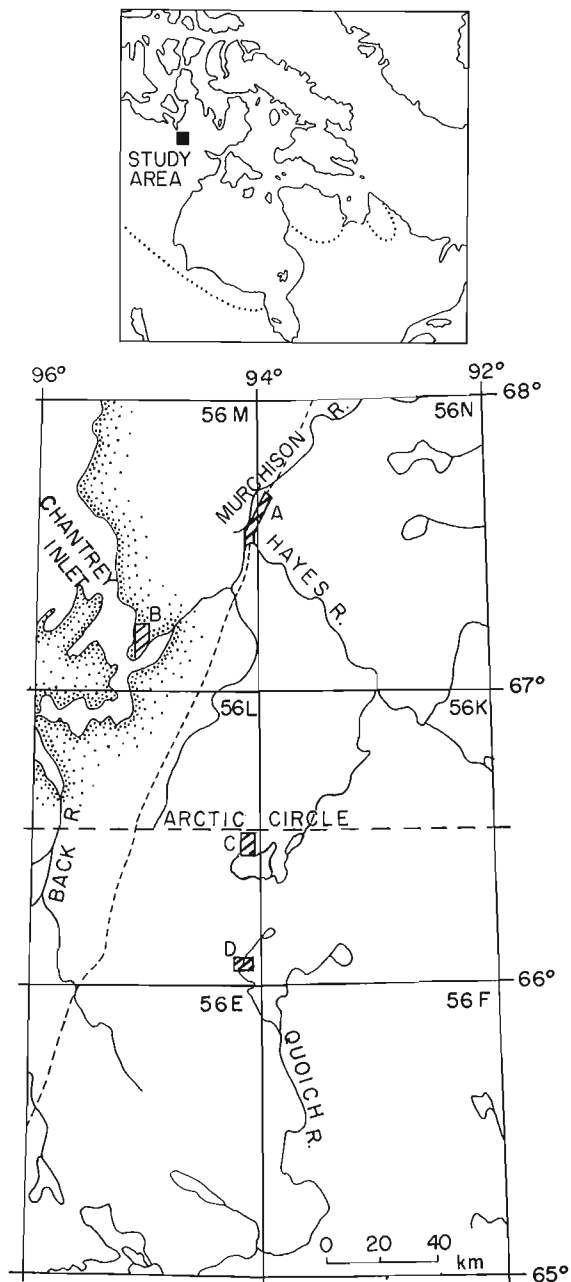 STUDY
AREA
96° 94° 92°
68°
56 M 56 N
MURCHISON R.
A
CHANTREY
INLET
HAYES R.
B
67°
56L 56K
ARCTIC CIRCLE
BACK R.
C
D
66°
56E 56F
QUOICH R.
0 20 40
km
65°